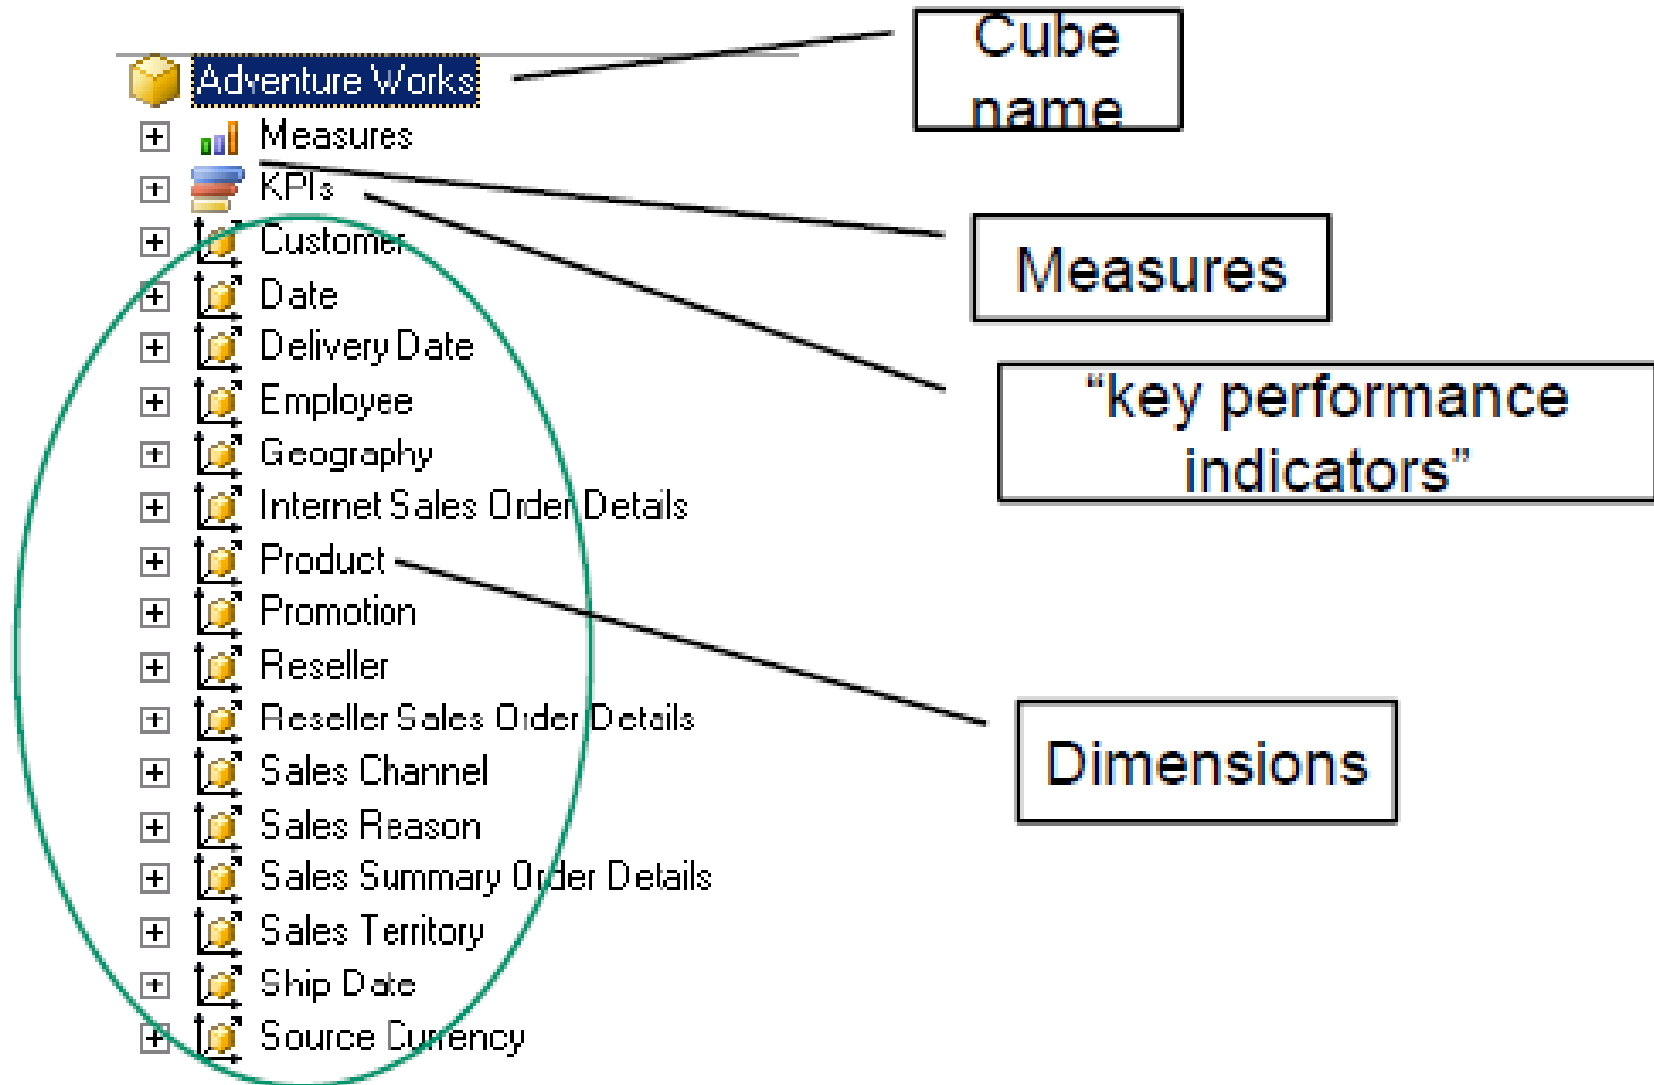 Adventure Works
Measures
KPIs
Customer
Date
Delivery Date
Employee
Geography
Internet Sales Order Details
Product
Promotion
Reseller
Reseller Sales Order Details
Sales Channel
Sales Reason
Sales Summary Order Details
Sales Territory
Ship Date
Source Currency
Cube
name
Measures
“key performance
indicators”
Dimensions